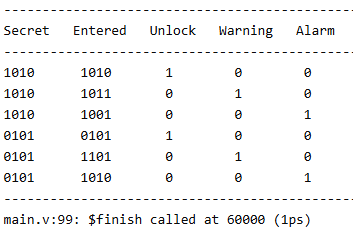 --------------------------------------------
Secret Entered Unlock Warning Alarm
--------------------------------------------
1010 1010 1 0 0
1010 1011 0 1 0
1010 1001 0 0 1
0101 0101 1 0 0
0101 1101 0 1 0
0101 1010 0 0 1
--------------------------------------------
main.v:99: $finish called at 60000 (1ps)